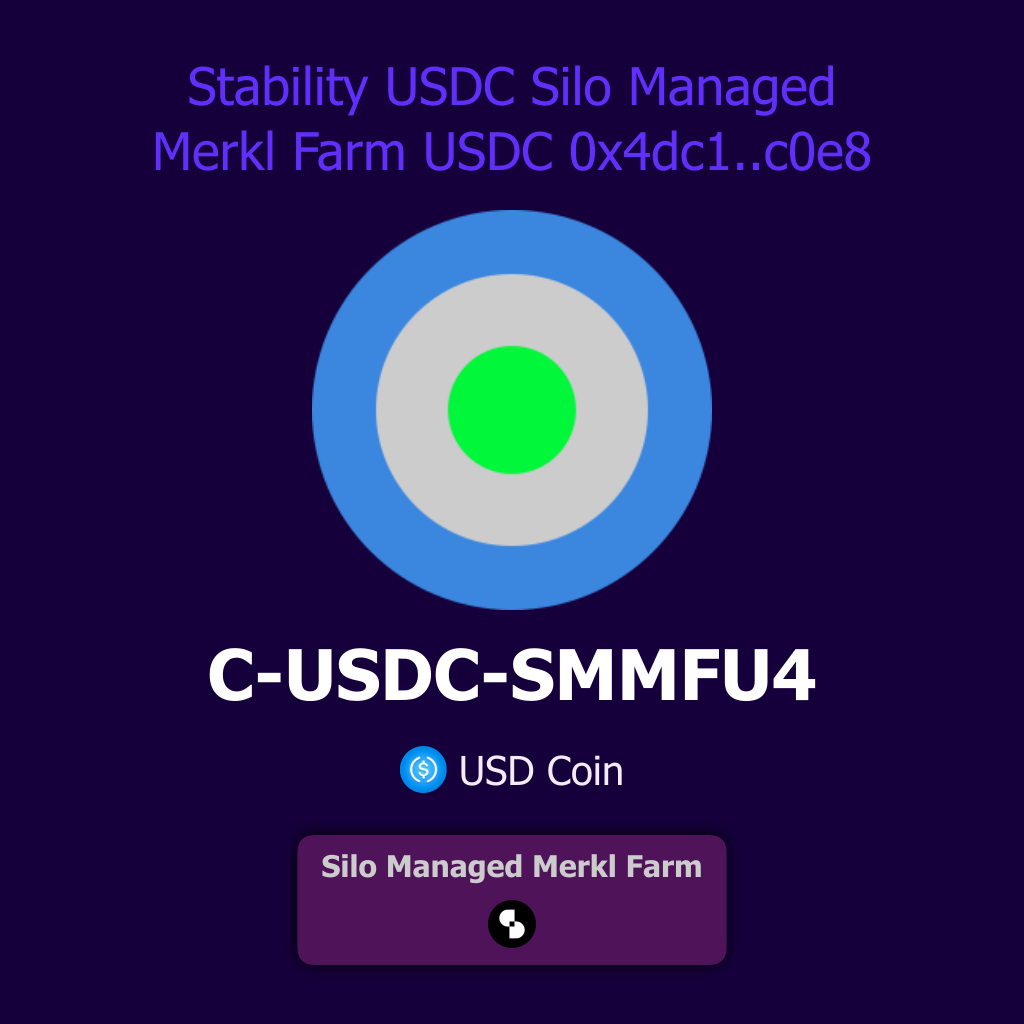 Stability USDC Silo Managed
Merkl Farm USDC 0x4dc1..c0e8
C-USDC-SMMFU4
USD Coin
Silo Managed Merkl Farm